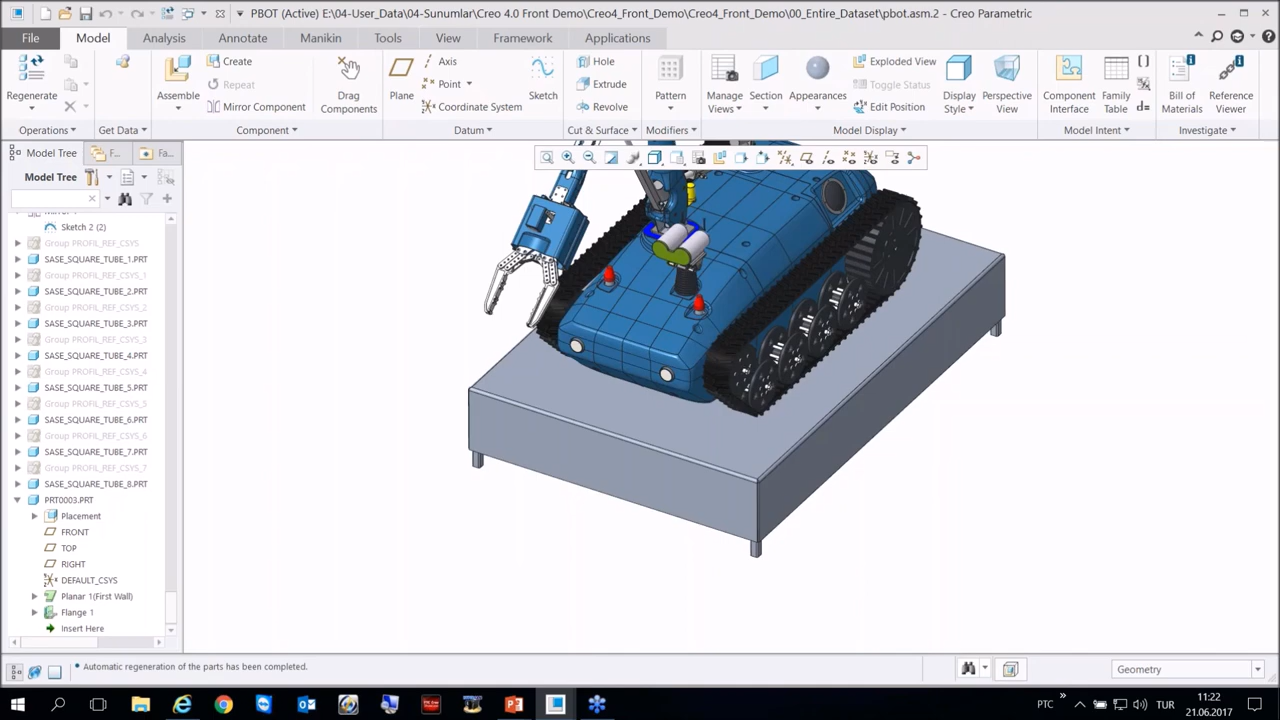 PBOT (Active) E:\04-User_Data\04-Sunumlar\Creo 4.0 Front Demo\Creo4_Front_Demo\Creo4_Front_Demo\00_Entire_Dataset\pbot.asm.2 - Creo Parametric
File Model Analysis Annotate Manikin Tools View Framework Applications
Regenerate
Operations
Get Data
Assemble
Create
Repeat
Mirror Component
Drag Components
Component
Plane
Axis
Point
Coordinate System
Sketch
Datum
Hole
Extrude
Revolve
Cut & Surface
Pattern
Modifiers
Manage Views
Section
Appearances
Exploded View
Toggle Status
Edit Position
Display Style
Perspective View
Model Display
Component Interface
Family Table
Model Intent
Bill of Materials
Reference Viewer
Investigate
Model Tree F... Fa...
Model Tree
Sketch 2 (2)
Group PROFIL_REF_CSYS
SASE_SQUARE_TUBE_1.PRT
Group PROFIL_REF_CSYS_1
SASE_SQUARE_TUBE_2.PRT
Group PROFIL_REF_CSYS_2
SASE_SQUARE_TUBE_3.PRT
Group PROFIL_REF_CSYS_3
SASE_SQUARE_TUBE_4.PRT
Group PROFIL_REF_CSYS_4
SASE_SQUARE_TUBE_5.PRT
Group PROFIL_REF_CSYS_5
SASE_SQUARE_TUBE_6.PRT
Group PROFIL_REF_CSYS_6
SASE_SQUARE_TUBE_7.PRT
Group PROFIL_REF_CSYS_7
SASE_SQUARE_TUBE_8.PRT
PRT0003.PRT
Placement
FRONT
TOP
RIGHT
DEFAULT_CSYS
Planar 1(First Wall)
Flange 1
Insert Here
• Automatic regeneration of the parts has been completed.
Geometry
PTC
TUR
11:22
21.06.2017